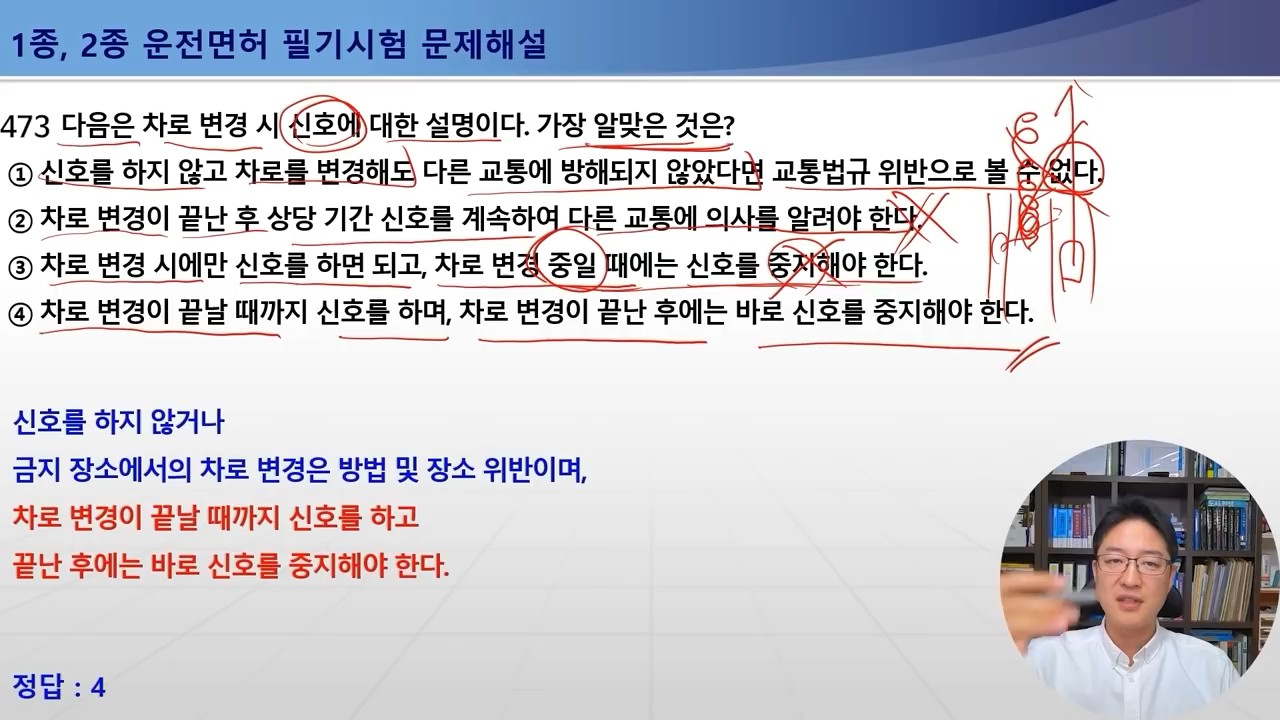 1종, 2종 운전면허 필기시험 문제해설
473 다음은 차로 변경 시 신호에 대한 설명이다. 가장 알맞은 것은?
① 신호를 하지 않고 차로를 변경해도 다른 교통에 방해되지 않았다면 교통법규 위반으로 볼 수 없다.
② 차로 변경이 끝난 후 상당 기간 신호를 계속하여 다른 교통에 의사를 알려야 한다.
③ 차로 변경 시에만 신호를 하면 되고, 차로 변경 중일 때에는 신호를 중지해야 한다.
④ 차로 변경이 끝날 때까지 신호를 하며, 차로 변경이 끝난 후에는 바로 신호를 중지해야 한다.
신호를 하지 않거나
금지 장소에서의 차로 변경은 방법 및 장소 위반이며,
차로 변경이 끝날 때까지 신호를 하고
끝난 후에는 바로 신호를 중지해야 한다.
정답 : 4